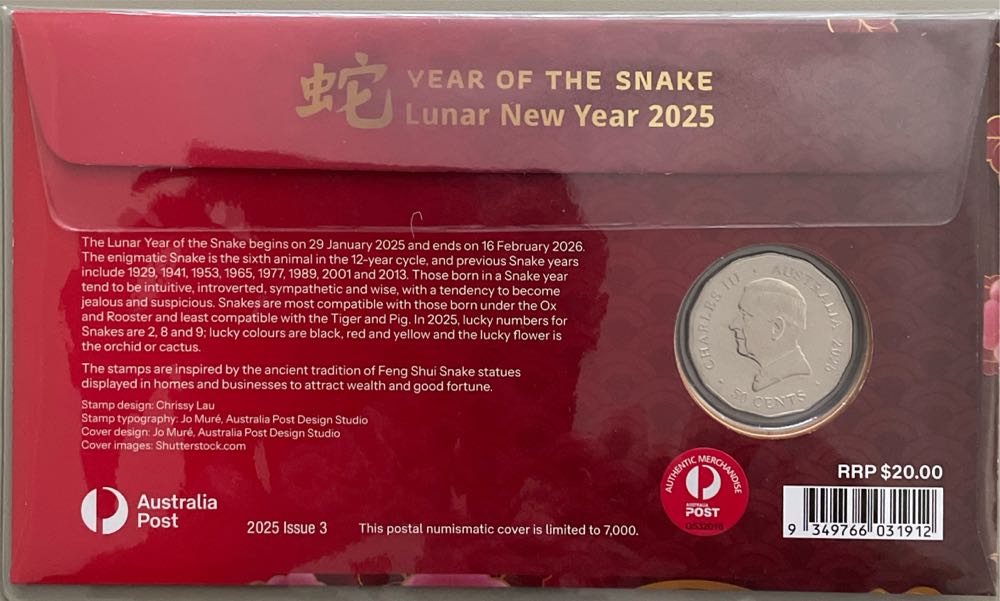 蛇
YEAR OF THE SNAKE
Lunar New Year 2025
The Lunar Year of the Snake begins on 29 January 2025 and ends on 16 February 2026.
The enigmatic Snake is the sixth animal in the 12-year cycle, and previous Snake years
include 1929, 1941, 1953, 1965, 1977, 1989, 2001 and 2013. Those born in a Snake year
tend to be intuitive, introverted, sympathetic and wise, with a tendency to become
jealous and suspicious. Snakes are most compatible with those born under the Ox
and Rooster and least compatible with the Tiger and Pig. In 2025, lucky numbers for
Snakes are 2, 8 and 9; lucky colours are black, red and yellow and the lucky flower is
the orchid or cactus.
The stamps are inspired by the ancient tradition of Feng Shui Snake statues
displayed in homes and businesses to attract wealth and good fortune.
Stamp design: Chrissy Lau
Stamp typography: Jo Muré, Australia Post Design Studio
Cover design: Jo Muré, Australia Post Design Studio
Cover images: Shutterstock.com
Australia
Post
2025 Issue 3
This postal numismatic cover is limited to 7,000.
CHARLES III • AUSTRALIA
• 50 CENTS •
AUTHENTIC MERCHANDISE
AUSTRALIA
POST
RRP $20.00
9 349766 031912